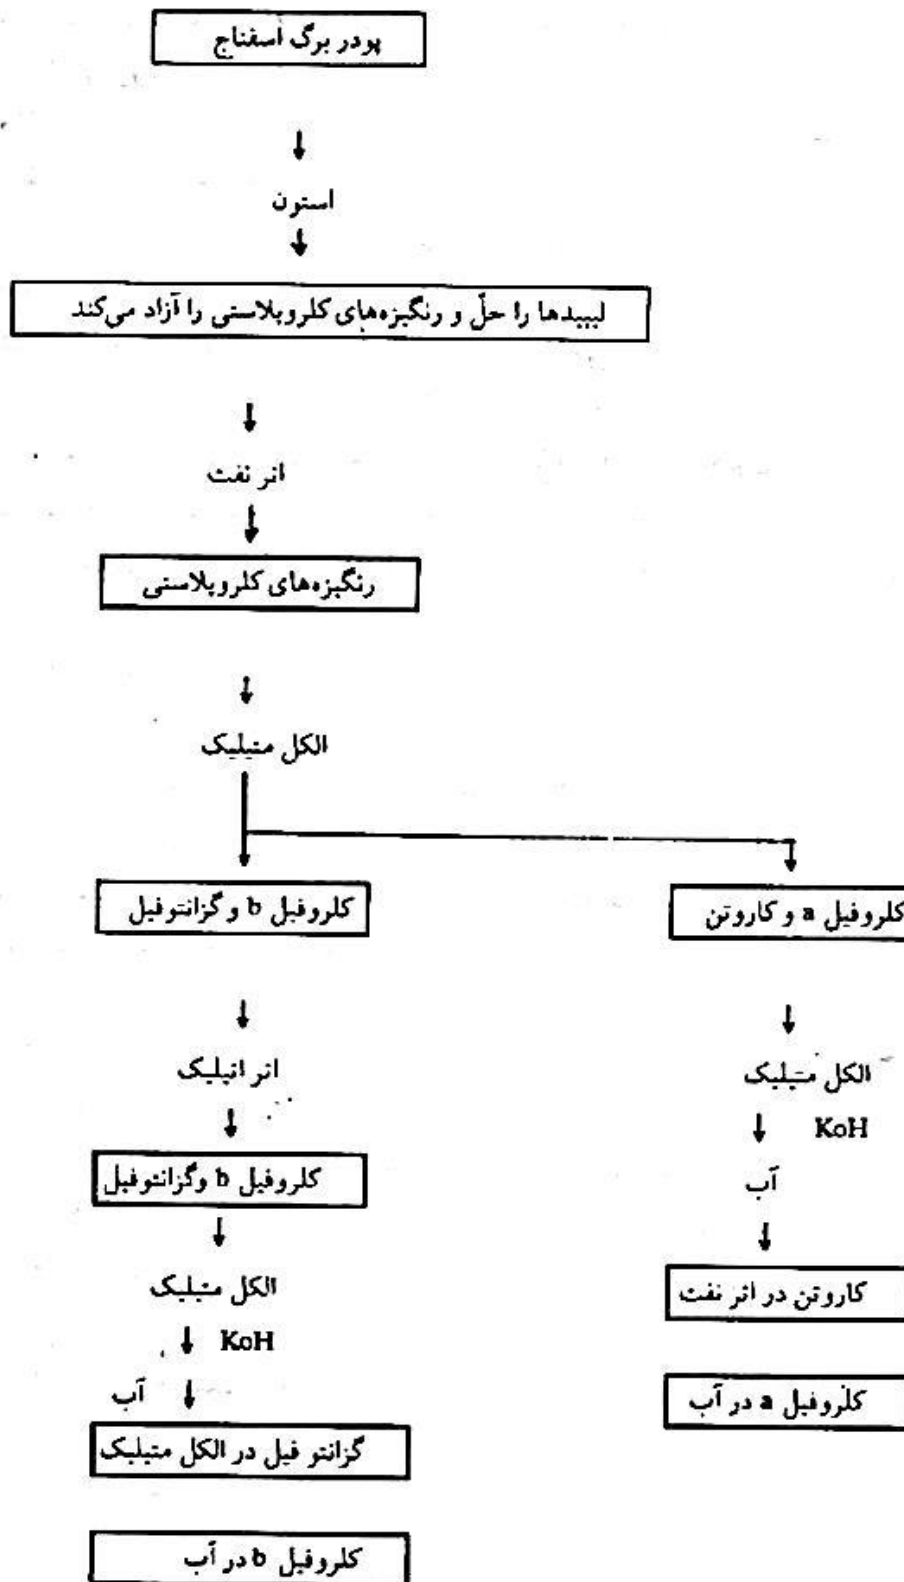 پودر برگ اسفناج
استون
لیپیدها را حلّ و رنگیزه‌های کلروپلاستی را آزاد می‌کند
اتر نفت
رنگیزه‌های کلروپلاستی
الکل متیلیک
کلروفیل a و کاروتن
کلروفیل b و گزانتوفیل
الکل متیلیک
KoH
آب
کاروتن در اتر نفت
کلروفیل a در آب
اتر اتیلیک
کلروفیل b وگزانتوفیل
الکل متیلیک
KoH
آب
گزانتو فیل در الکل متیلیک
کلروفیل b در آب